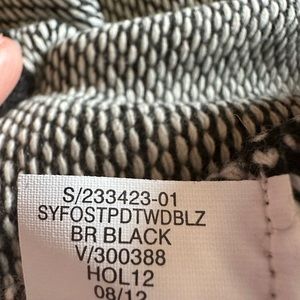 S/233423-01
SYFOSTPDTWDBLZ
BR BLACK
V/300388
HOL12
08/12